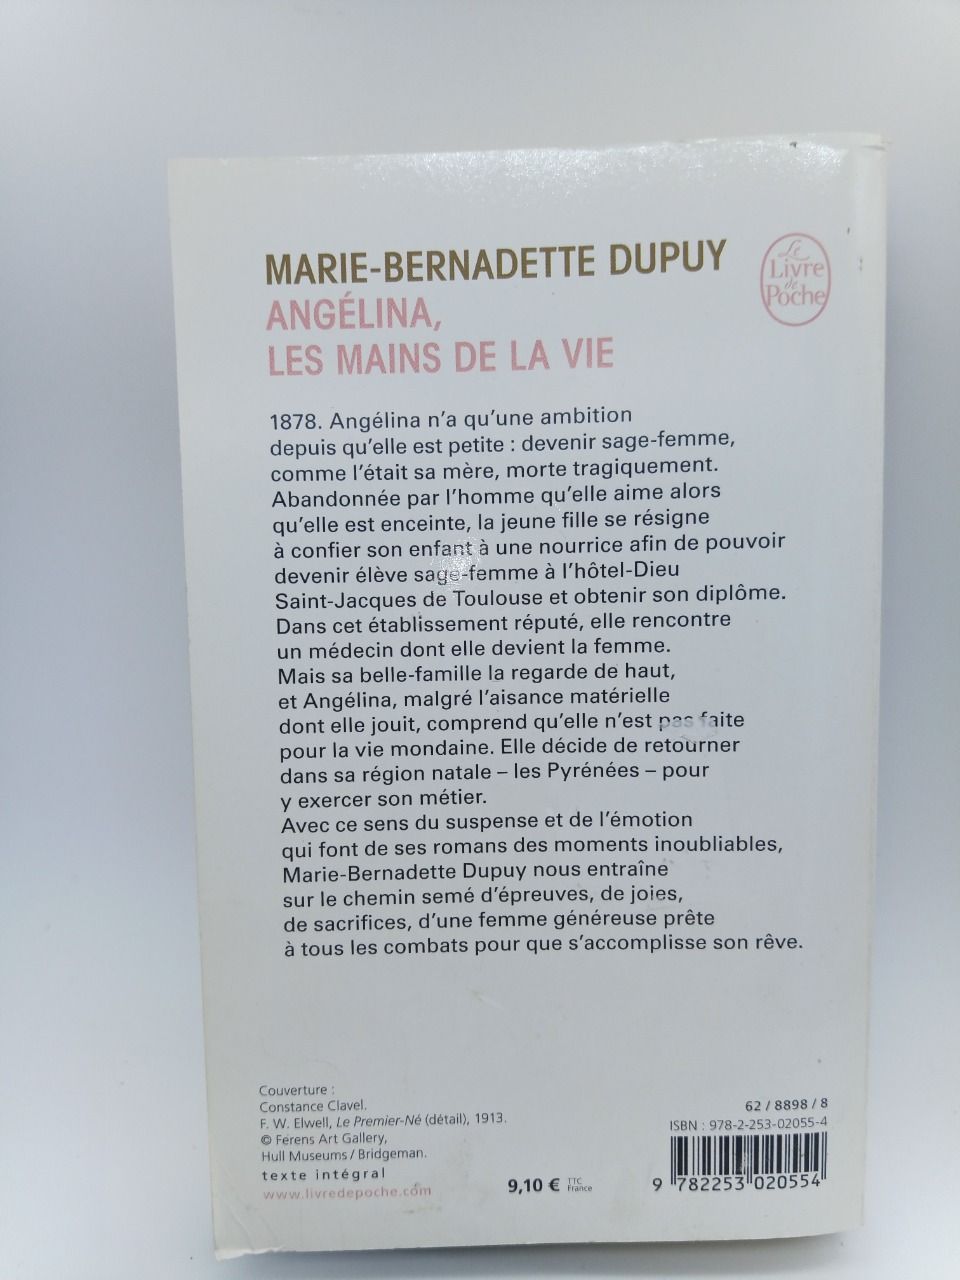 MARIE-BERNADETTE DUPUY
ANGÉLINA,
LES MAINS DE LA VIE
Le
Livre
de
Poche
1878. Angélina n'a qu'une ambition
depuis qu'elle est petite : devenir sage-femme,
comme l'était sa mère, morte tragiquement.
Abandonnée par l'homme qu'elle aime alors
qu'elle est enceinte, la jeune fille se résigne
à confier son enfant à une nourrice afin de pouvoir
devenir élève sage-femme à l'hôtel-Dieu
Saint-Jacques de Toulouse et obtenir son diplôme.
Dans cet établissement réputé, elle rencontre
un médecin dont elle devient la femme.
Mais sa belle-famille la regarde de haut,
et Angélina, malgré l'aisance matérielle
dont elle jouit, comprend qu'elle n'est pas faite
pour la vie mondaine. Elle décide de retourner
dans sa région natale – les Pyrénées – pour
y exercer son métier.
Avec ce sens du suspense et de l'émotion
qui font de ses romans des moments inoubliables,
Marie-Bernadette Dupuy nous entraîne
sur le chemin semé d'épreuves, de joies,
de sacrifices, d'une femme généreuse prête
à tous les combats pour que s'accomplisse son rêve.
Couverture :
Constance Clavel.
F. W. Elwell, Le Premier-Né (détail), 1913.
© Ferens Art Gallery,
Hull Museums / Bridgeman.
texte intégral
www.livredepoche.com
9,10 € TTC
France
62 / 8898 / 8
ISBN : 978-2-253-02055-4
9 782253 020554